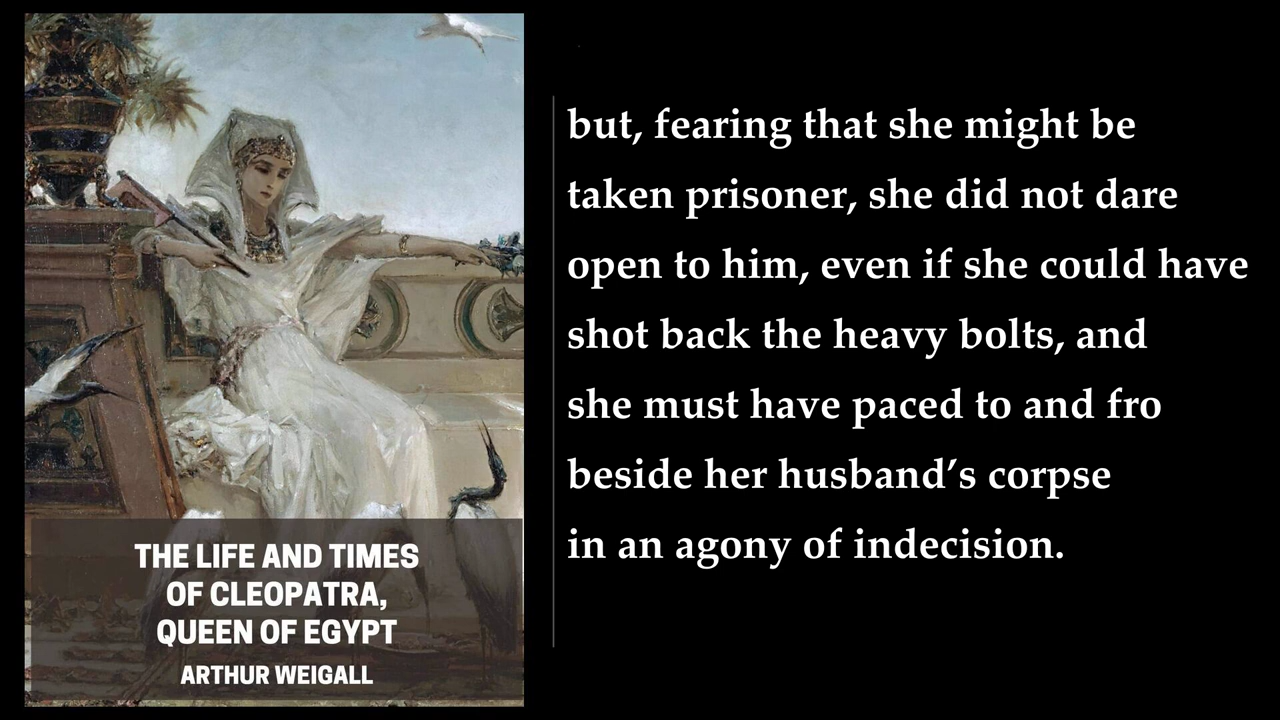 THE LIFE AND TIMES
OF CLEOPATRA,
QUEEN OF EGYPT
ARTHUR WEIGALL
but, fearing that she might be
taken prisoner, she did not dare
open to him, even if she could have
shot back the heavy bolts, and
she must have paced to and fro
beside her husband’s corpse
in an agony of indecision.